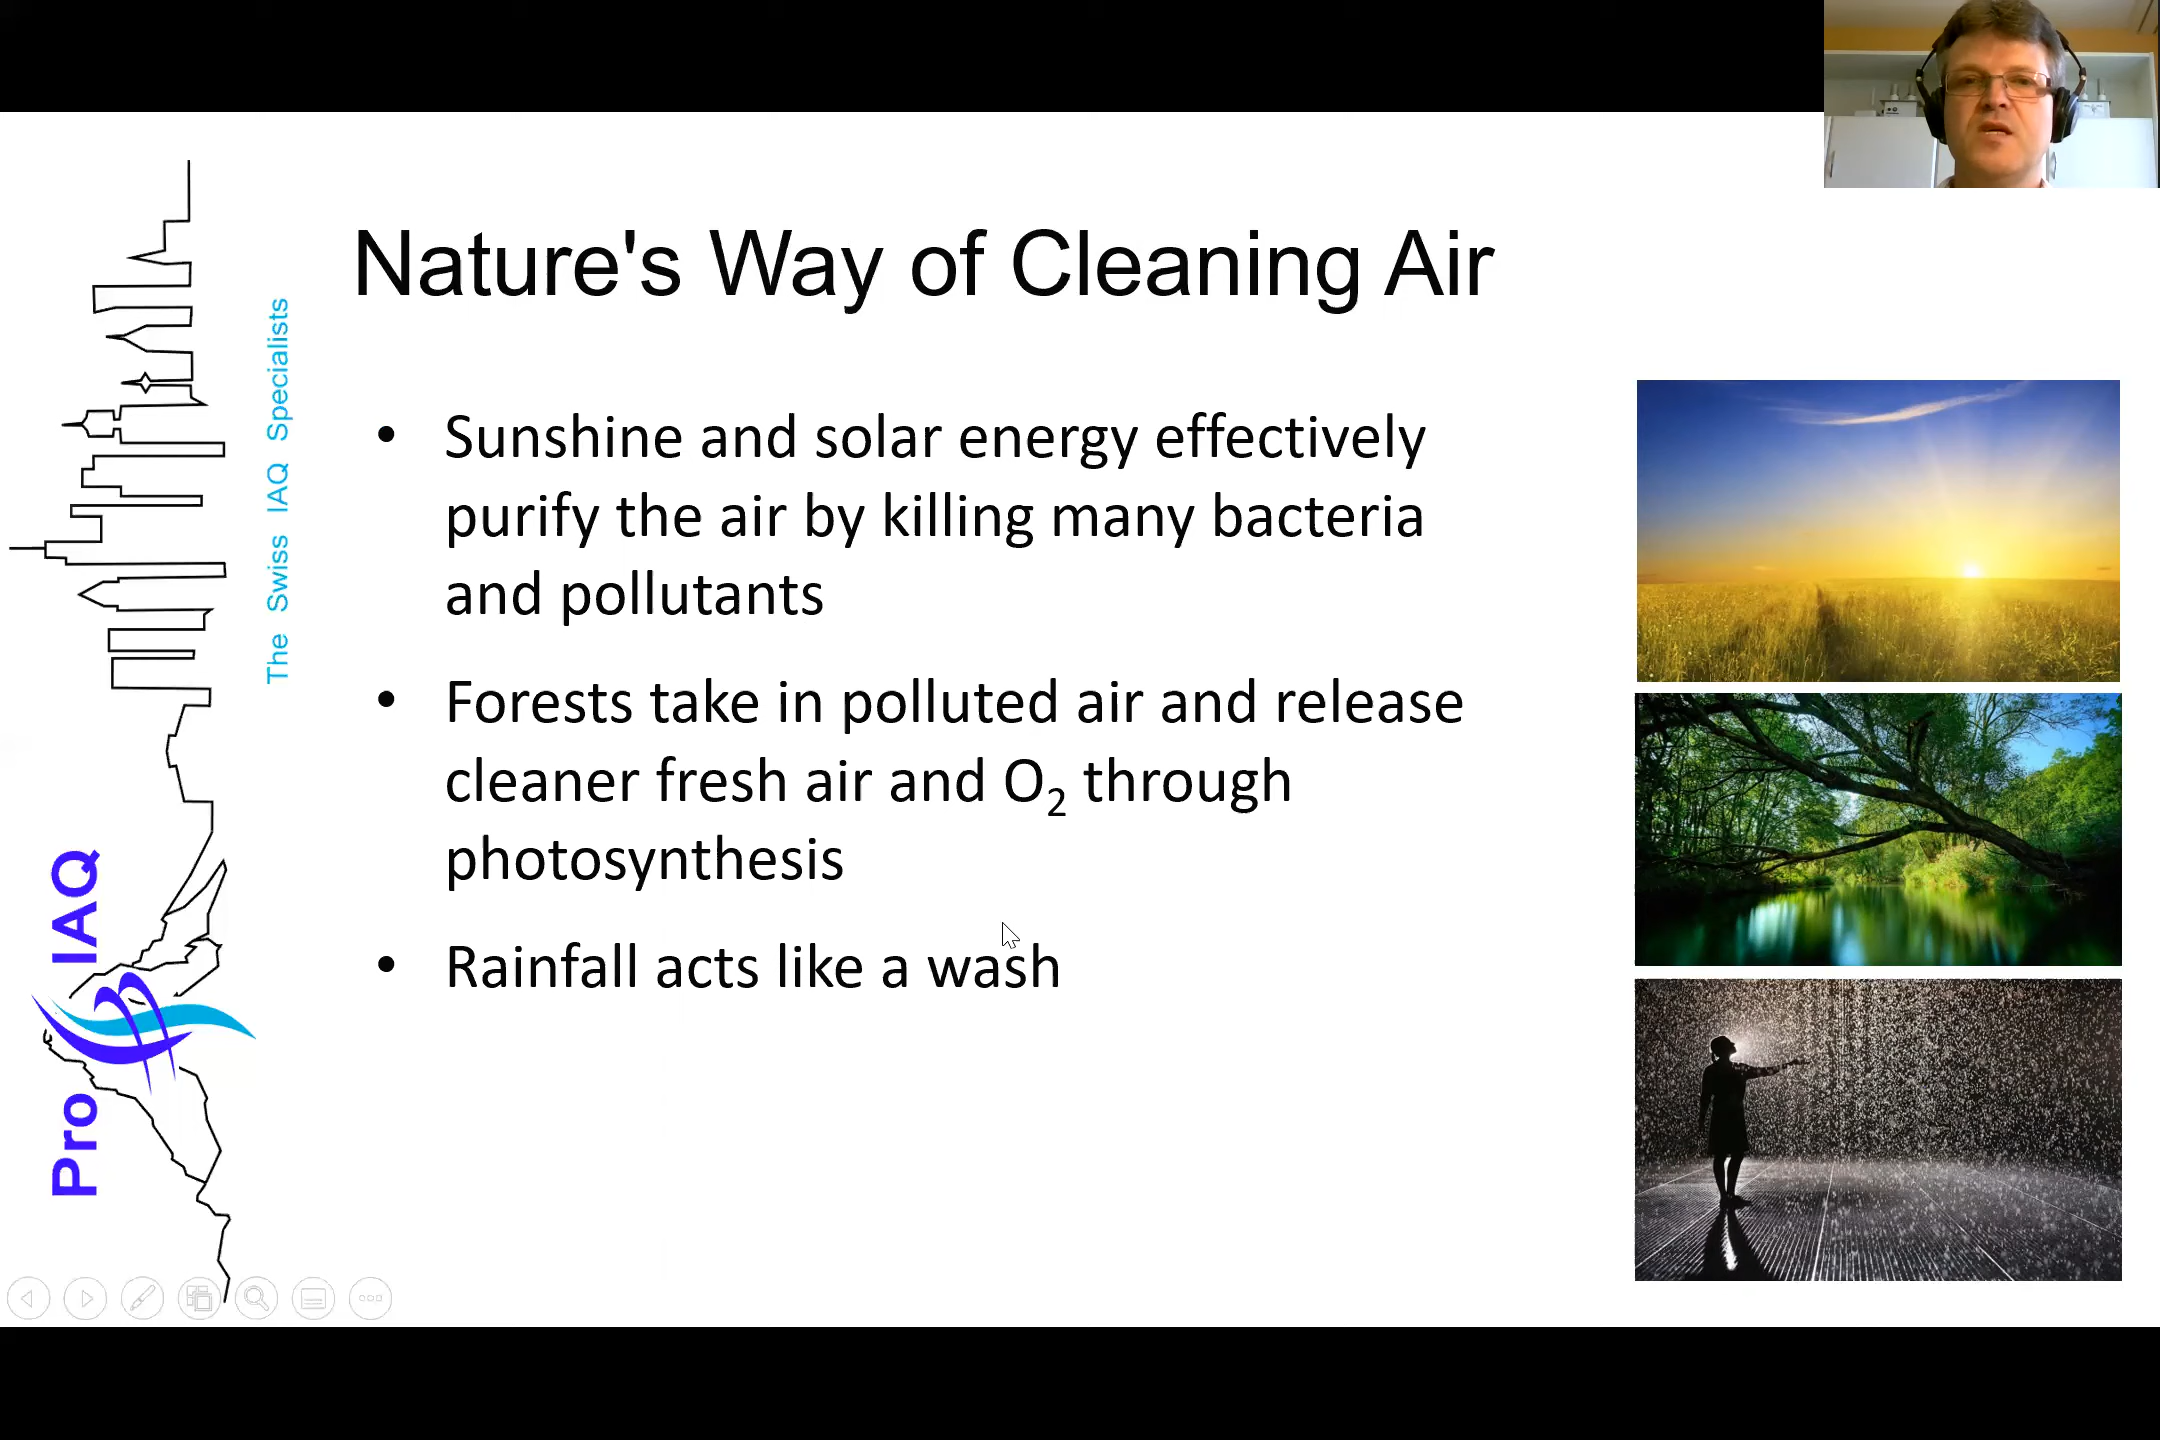 Nature's Way of Cleaning Air
• Sunshine and solar energy effectively
purify the air by killing many bacteria
and pollutants
• Forests take in polluted air and release
cleaner fresh air and O₂ through
photosynthesis
• Rainfall acts like a wash
The Swiss IAQ Specialists
Pro IAQ